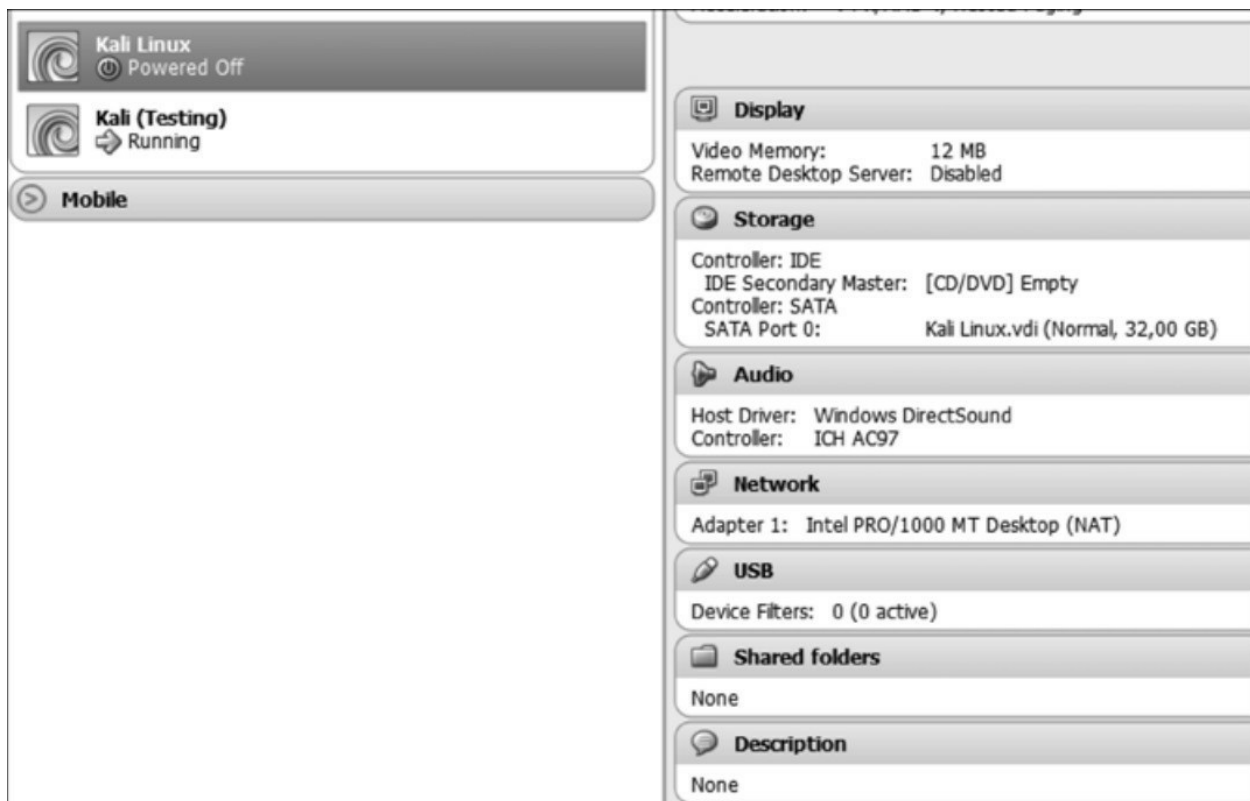 Kali Linux
Powered Off
Kali (Testing)
Running
Mobile
Display
Video Memory: 12 MB
Remote Desktop Server: Disabled
Storage
Controller: IDE
IDE Secondary Master: [CD/DVD] Empty
Controller: SATA
SATA Port 0: Kali Linux.vdi (Normal, 32,00 GB)
Audio
Host Driver: Windows DirectSound
Controller: ICH AC97
Network
Adapter 1: Intel PRO/1000 MT Desktop (NAT)
USB
Device Filters: 0 (0 active)
Shared folders
None
Description
None